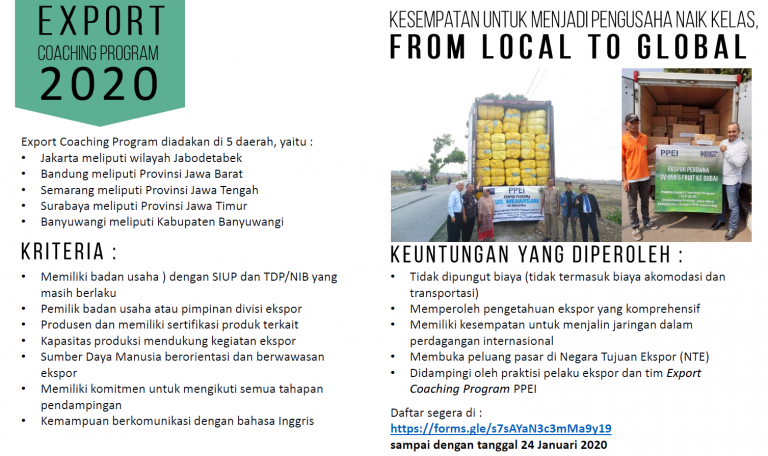 EXPORT
COACHING PROGRAM
2020
Export Coaching Program diadakan di 5 daerah, yaitu :
• Jakarta meliputi wilayah Jabodetabek
• Bandung meliputi Provinsi Jawa Barat
• Semarang meliputi Provinsi Jawa Tengah
• Surabaya meliputi Provinsi Jawa Timur
• Banyuwangi meliputi Kabupaten Banyuwangi
KRITERIA :
• Memiliki badan usaha ) dengan SIUP dan TDP/NIB yang
masih berlaku
• Pemilik badan usaha atau pimpinan divisi ekspor
• Produsen dan memiliki sertifikasi produk terkait
• Kapasitas produksi mendukung kegiatan ekspor
• Sumber Daya Manusia berorientasi dan berwawasan
ekspor
• Memiliki komitmen untuk mengikuti semua tahapan
pendampingan
• Kemampuan berkomunikasi dengan bahasa Inggris
KESEMPATAN UNTUK MENJADI PENGUSAHA NAIK KELAS,
FROM LOCAL TO GLOBAL
PPEI
EKSPOR PERDANA
PPEI
EKSPOR PERDANA
KE DUBAI
KEUNTUNGAN YANG DIPEROLEH :
• Tidak dipungut biaya (tidak termasuk biaya akomodasi dan
transportasi)
• Memperoleh pengetahuan ekspor yang komprehensif
• Memiliki kesempatan untuk menjalin jaringan dalam
perdagangan internasional
• Membuka peluang pasar di Negara Tujuan Ekspor (NTE)
• Didampingi oleh praktisi pelaku ekspor dan tim Export
Coaching Program PPEI
Daftar segera di :
https://forms.gle/s7sAYaN3c3mMa9y19
sampai dengan tanggal 24 Januari 2020